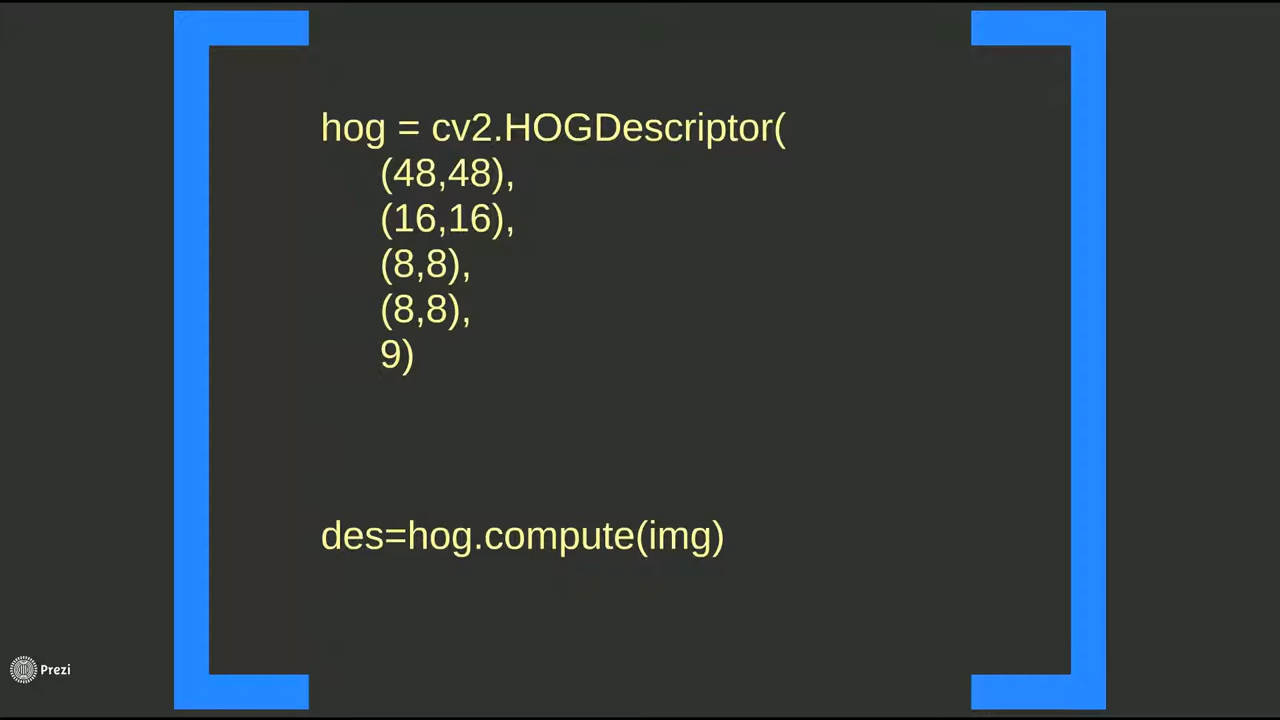 hog = cv2.HOGDescriptor(
(48,48),
(16,16),
(8,8),
(8,8),
9)
des=hog.compute(img)
Prezi